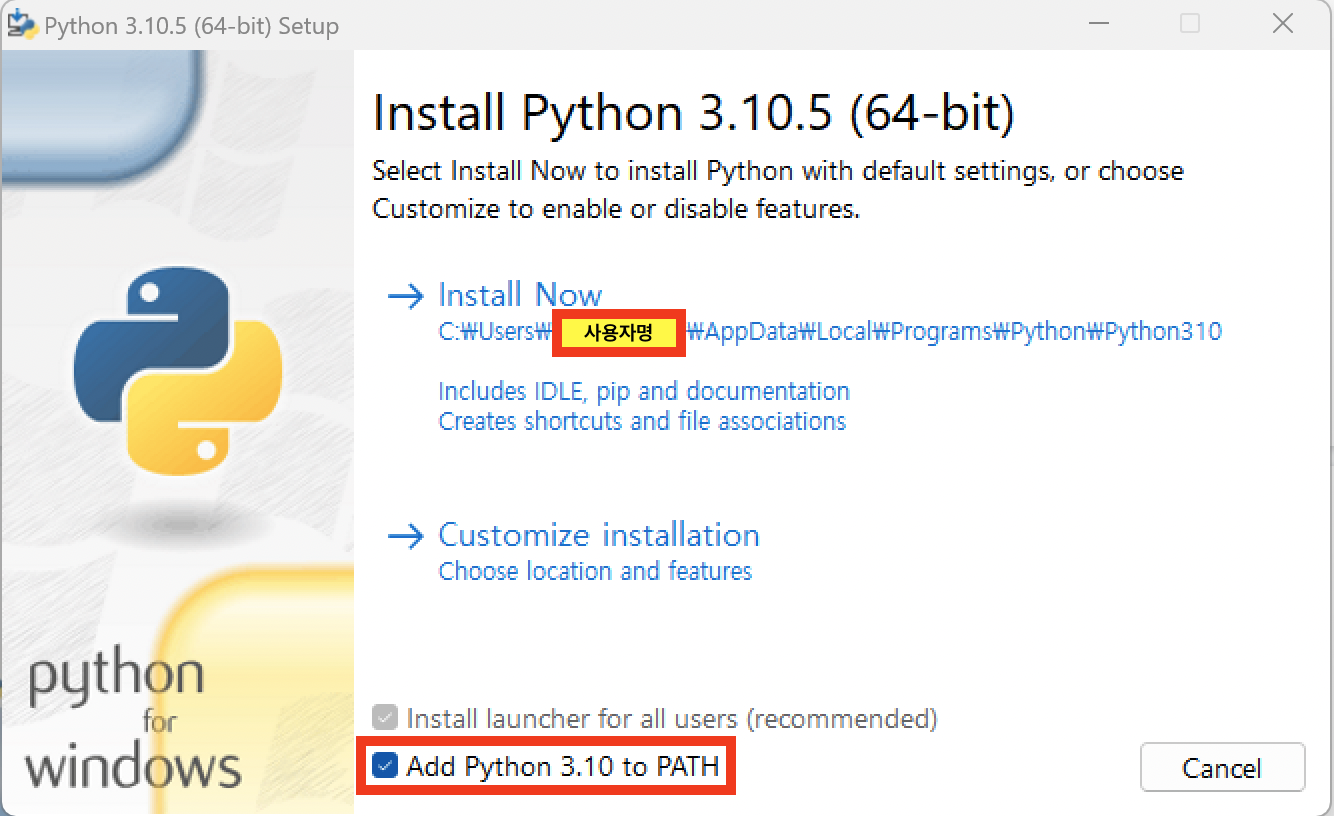 Python 3.10.5 (64-bit) Setup
Install Python 3.10.5 (64-bit)
Select Install Now to install Python with default settings, or choose
Customize to enable or disable features.
Install Now
C:₩Users₩ 사용자명 ₩AppData₩Local₩Programs₩Python₩Python310
Includes IDLE, pip and documentation
Creates shortcuts and file associations
Customize installation
Choose location and features
python
for
windows
Install launcher for all users (recommended)
Add Python 3.10 to PATH
Cancel